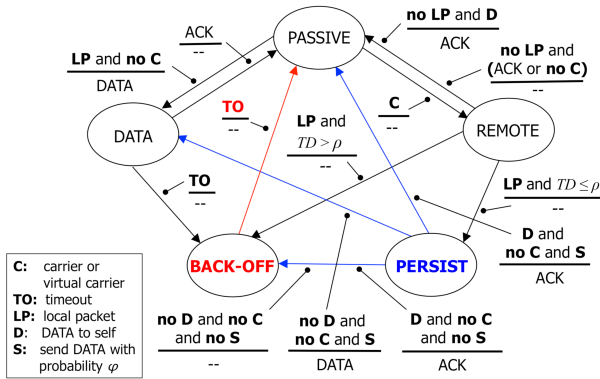 no LP and D
ACK
PASSIVE
ACK
--
LP and no C
DATA
no LP and
(ACK or no C)
--
TO
--
LP and
TD > ρ
--
C
--
DATA
REMOTE
TO
--
LP and TD ≤ ρ
--
D and
no C and S
ACK
BACK-OFF
PERSIST
C: carrier or
virtual carrier
TO: timeout
LP: local packet
D: DATA to self
S: send DATA with
probability φ
no D and no C
and no S
--
no D and
no C and S
DATA
D and no C
and no S
ACK